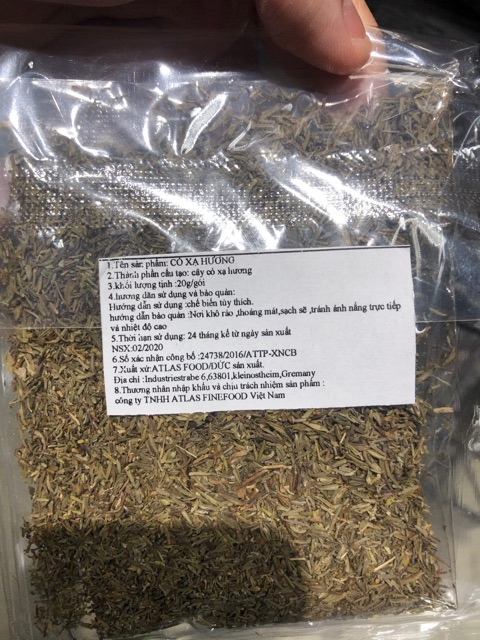 1.Tên sản phẩm: CỎ XẠ HƯƠNG
2.Thành phần cấu tạo: cây cỏ xạ hương
3.khối lượng tịnh :20g/gói
4.hương dẫn sử dụng và bảo quản:
Hướng dẫn sử dụng :chế biến tùy thích.
hướng dẫn bảo quản :Nơi khô ráo ,thoáng mát,sạch sẽ ,tránh ánh nắng trực tiếp
và nhiệt độ cao
5.Thời hạn sử dụng: 24 tháng kể từ ngày sản xuất
NSX:02/2020
6.Số xác nhận công bố :24738/2016/ATTP-XNCB
7.Xuất xứ:ATLAS FOOD/ĐỨC sản xuất.
Địa chỉ :Industriestrabe 6,63801,kleinostheim,Gremany
8.Thương nhân nhập khẩu và chịu trách nhiệm sản phẩm :
công ty TNHH ATLAS FINEFOOD Việt Nam